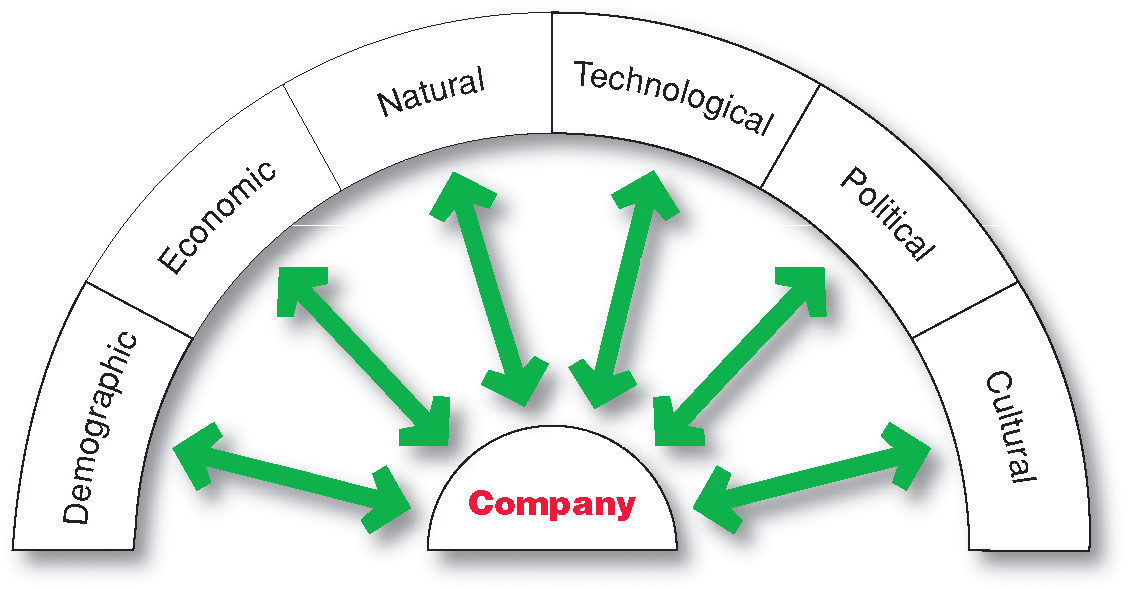 Demographic
Economic
Natural
Technological
Political
Cultural
Company